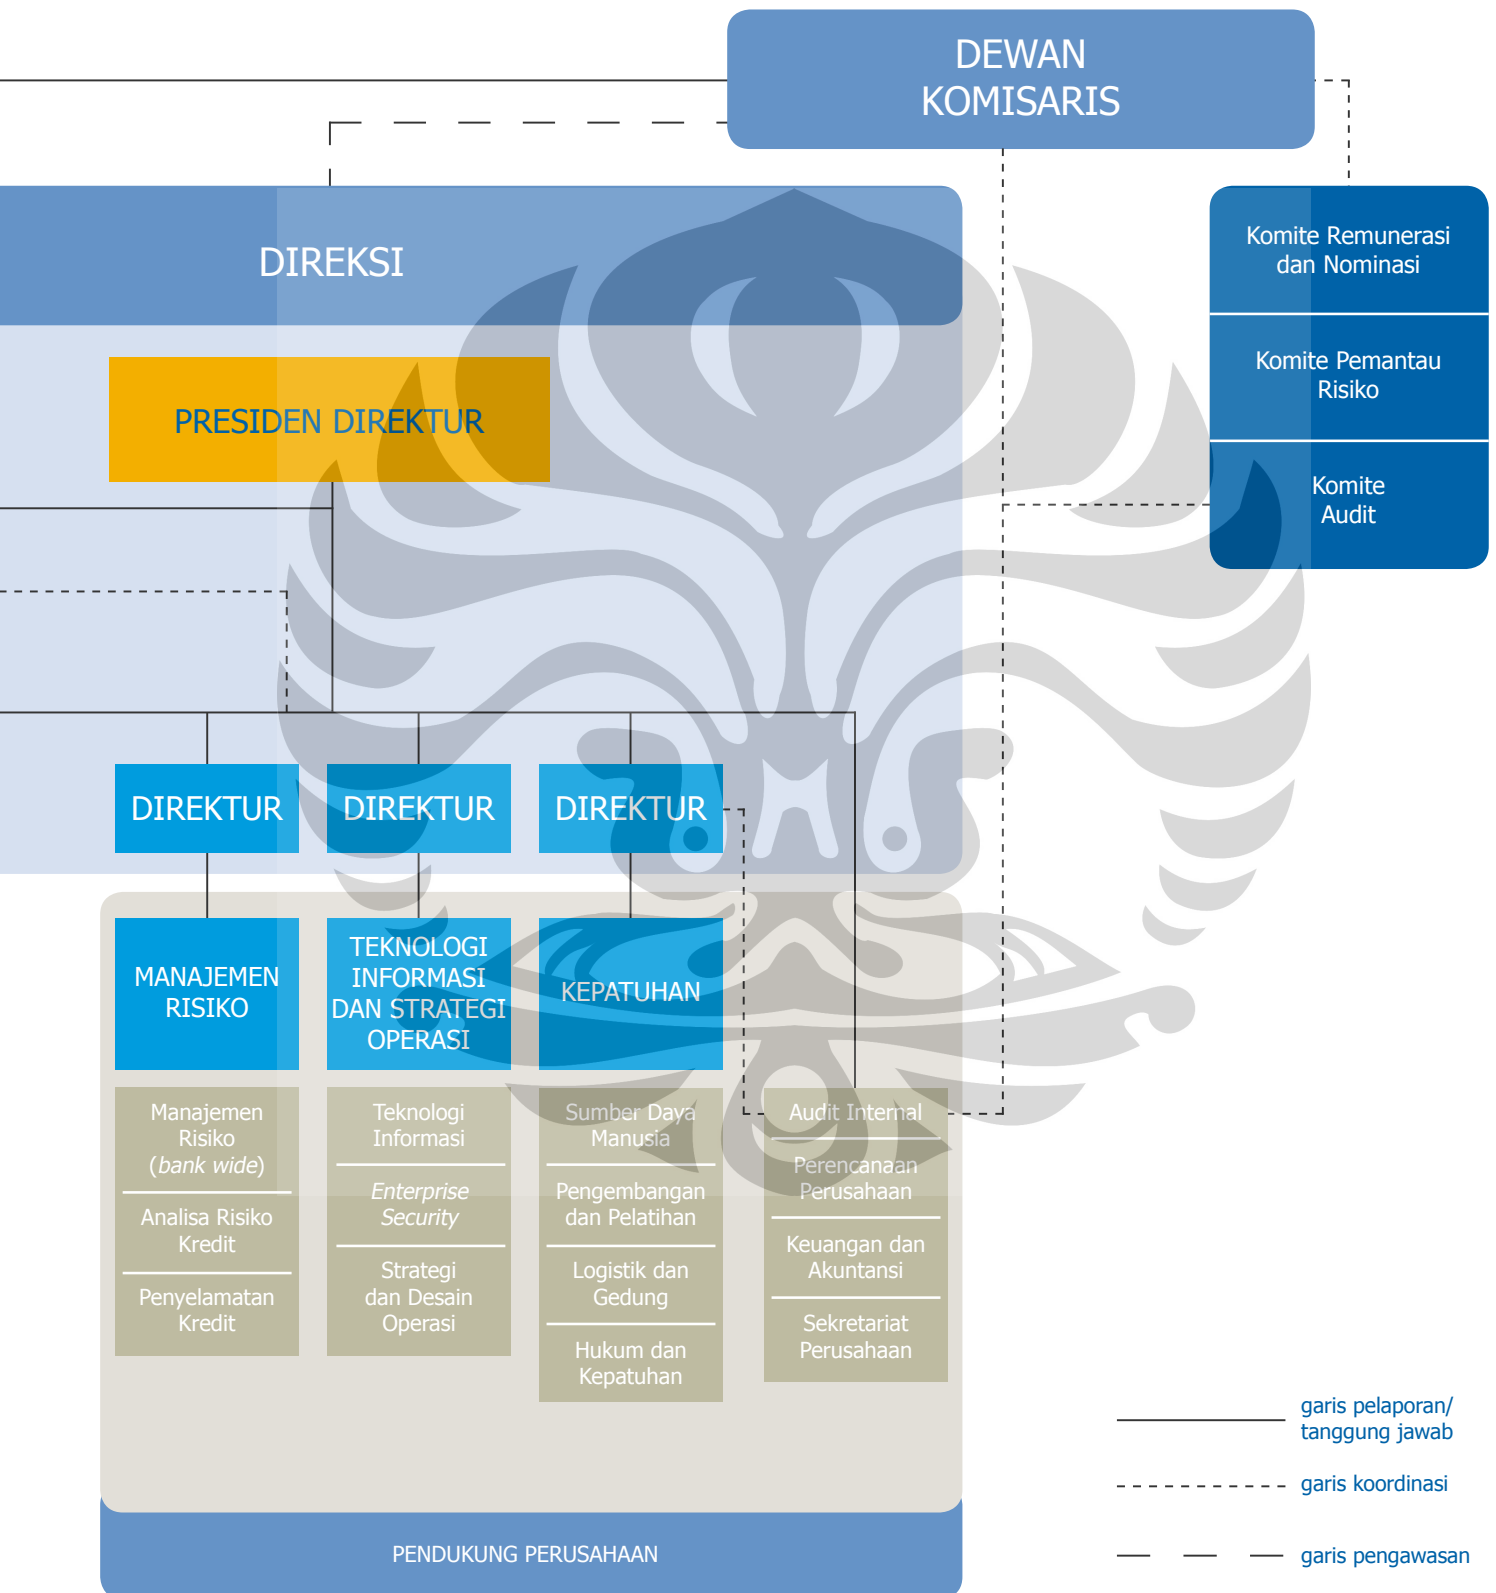 DEWAN
KOMISARIS
DIREKSI
Komite Remunerasi
dan Nominasi
Komite Pemantau
Risiko
Komite
Audit
PRESIDEN DIREKTUR
DIREKTUR
DIREKTUR
DIREKTUR
MANAJEMEN
RISIKO
TEKNOLOGI
INFORMASI
DAN STRATEGI
OPERASI
KEPATUHAN
Manajemen
Risiko
(bank wide)
Analisa Risiko
Kredit
Penyelamatan
Kredit
Teknologi
Informasi
Enterprise
Security
Strategi
dan Desain
Operasi
Sumber Daya
Manusia
Pengembangan
dan Pelatihan
Logistik dan
Gedung
Hukum dan
Kepatuhan
Audit Internal
Perencanaan
Perusahaan
Keuangan dan
Akuntansi
Sekretariat
Perusahaan
garis pelaporan/
tanggung jawab
garis koordinasi
garis pengawasan
PENDUKUNG PERUSAHAAN